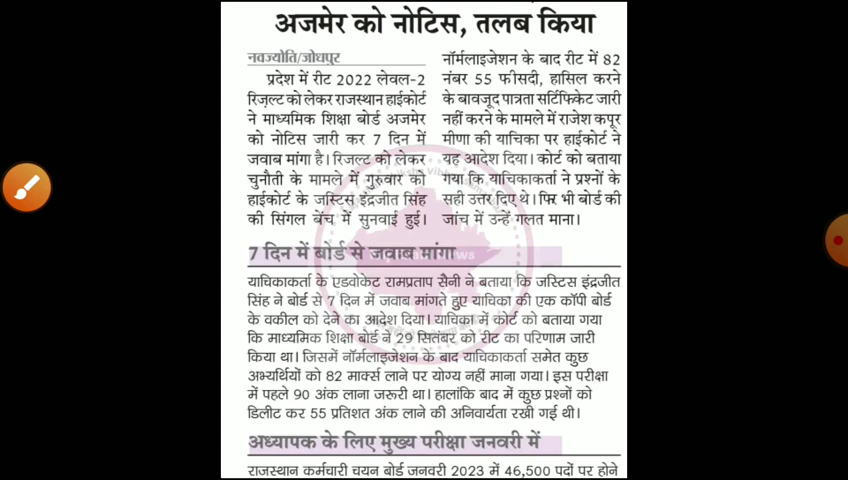 अजमेर को नोटिस, तलब किया
नवज्योति/जोधपुर
प्रदेश में रीट 2022 लेवल-2
रिज़ल्ट को लेकर राजस्थान हाईकोर्ट
ने माध्यमिक शिक्षा बोर्ड अजमेर
को नोटिस जारी कर 7 दिन में
जवाब मांगा है। रिजल्ट को लेकर
चुनौती के मामले में गुरुवार को
हाईकोर्ट के जस्टिस इंद्रजीत सिंह
की सिंगल बेंच में सुनवाई हुई।
नॉर्मलाइजेशन के बाद रीट में 82
नंबर 55 फीसदी, हासिल करने
के बावजूद पात्रता सर्टिफिकेट जारी
नहीं करने के मामले में राजेश कपूर
मीणा की याचिका पर हाईकोर्ट ने
यह आदेश दिया। कोर्ट को बताया
गया कि याचिकाकर्ता ने प्रश्नों के
सही उत्तर दिए थे। फिर भी बोर्ड की
जांच में उन्हें गलत माना।
7 दिन में बोर्ड से जवाब मांगा
याचिकाकर्ता के एडवोकेट रामप्रताप सैनी ने बताया कि जस्टिस इंद्रजीत
सिंह ने बोर्ड से 7 दिन में जवाब मांगते हुए याचिका की एक कॉपी बोर्ड
के वकील को देने का आदेश दिया। याचिका में कोर्ट को बताया गया
कि माध्यमिक शिक्षा बोर्ड ने 29 सितंबर को रीट का परिणाम जारी
किया था। जिसमें नॉर्मलाइजेशन के बाद याचिकाकर्ता समेत कुछ
अभ्यर्थियों को 82 मार्क्स लाने पर योग्य नहीं माना गया। इस परीक्षा
में पहले 90 अंक लाना जरूरी था। हालांकि बाद में कुछ प्रश्नों को
डिलीट कर 55 प्रतिशत अंक लाने की अनिवार्यता रखी गई थी।
अध्यापक के लिए मुख्य परीक्षा जनवरी में
राजस्थान कर्मचारी चयन बोर्ड जनवरी 2023 में 46,500 पदों पर होने